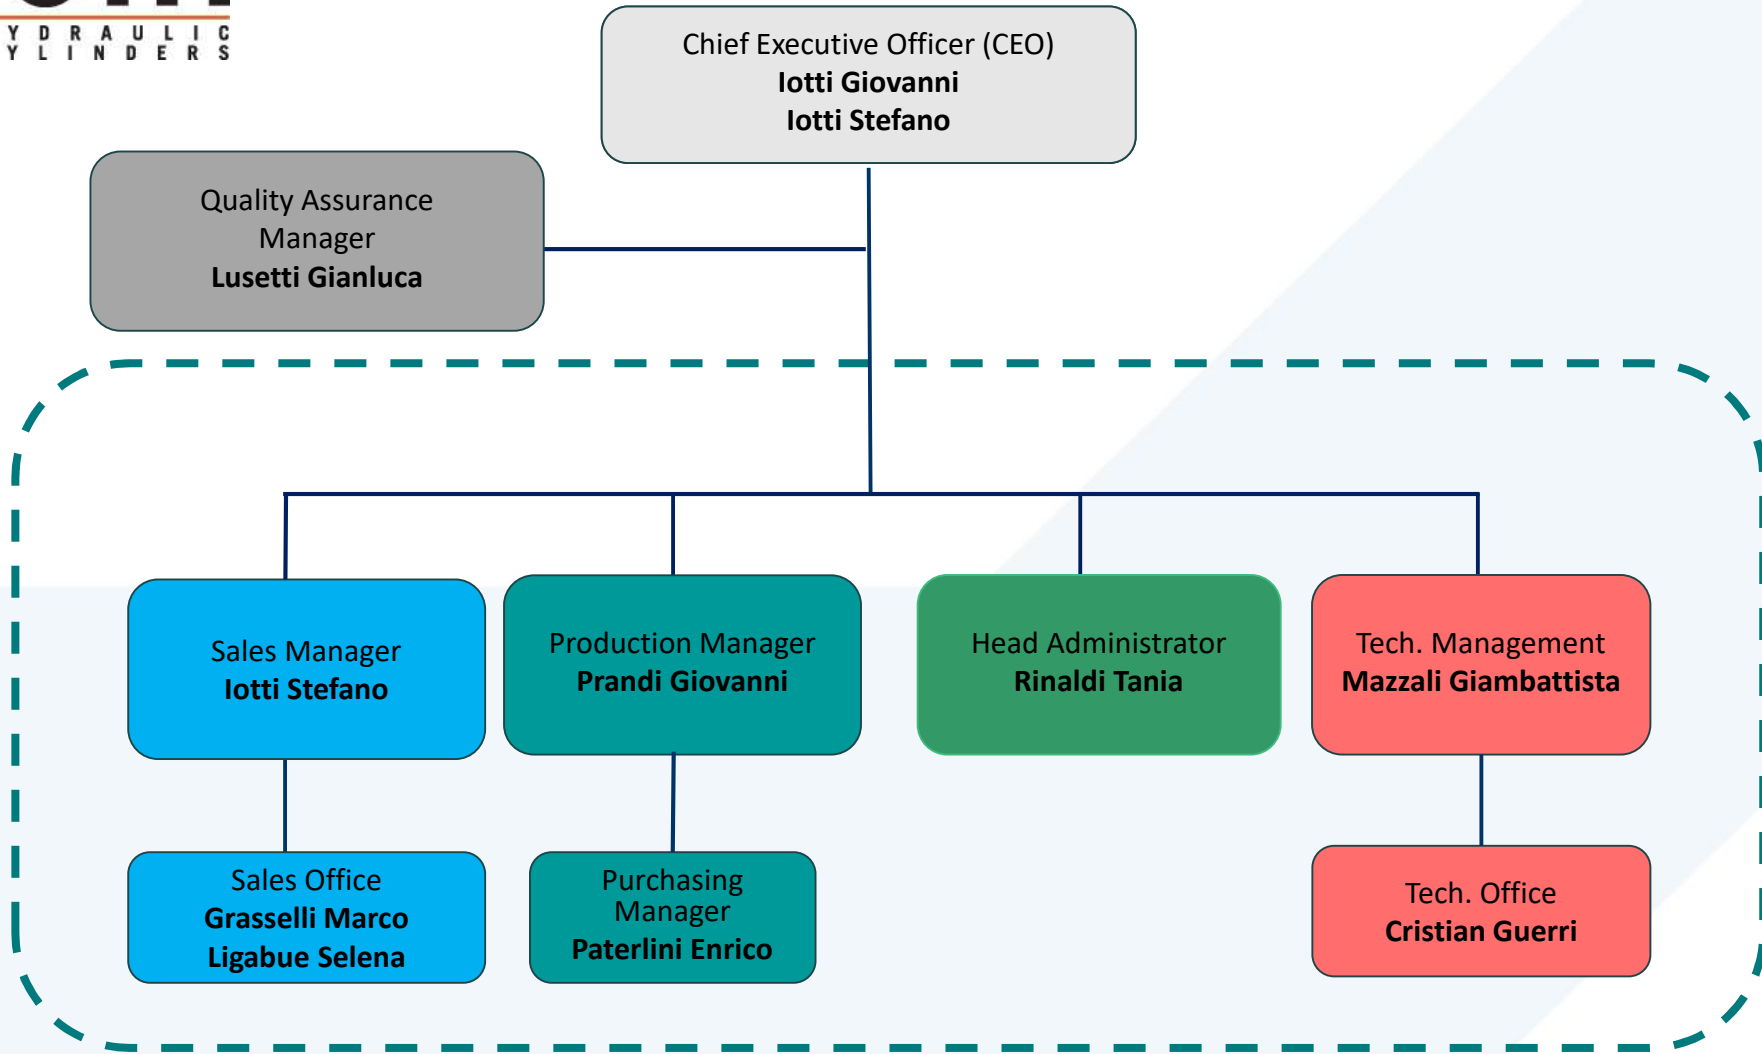 YDRAULIC
YLINDERS
Chief Executive Officer (CEO)
Iotti Giovanni
Iotti Stefano
Quality Assurance
Manager
Lusetti Gianluca
Sales Manager
Iotti Stefano
Production Manager
Prandi Giovanni
Head Administrator
Rinaldi Tania
Tech. Management
Mazzali Giambattista
Sales Office
Grasselli Marco
Ligabue Selena
Purchasing
Manager
Paterlini Enrico
Tech. Office
Cristian Guerri